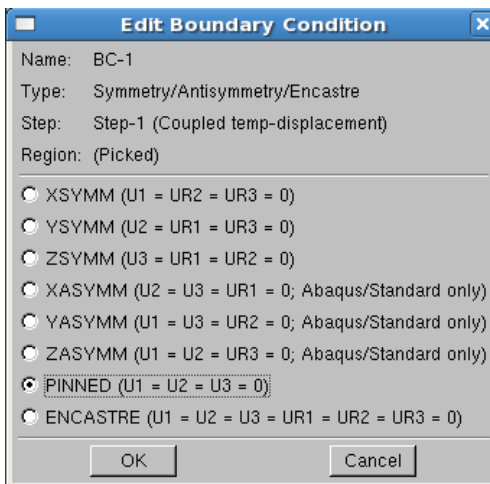 Edit Boundary Condition
Name: BC-1
Type: Symmetry/Antisymmetry/Encastre
Step: Step-1 (Coupled temp-displacement)
Region: (Picked)
XSYMM (U1 = UR2 = UR3 = 0)
YSYMM (U2 = UR1 = UR3 = 0)
ZSYMM (U3 = UR1 = UR2 = 0)
XASYMM (U2 = U3 = UR1 = 0; Abaqus/Standard only)
YASYMM (U1 = U3 = UR2 = 0; Abaqus/Standard only)
ZASYMM (U1 = U2 = UR3 = 0; Abaqus/Standard only)
PINNED (U1 = U2 = U3 = 0)
ENCASTRE (U1 = U2 = U3 = UR1 = UR2 = UR3 = 0)
OK Cancel